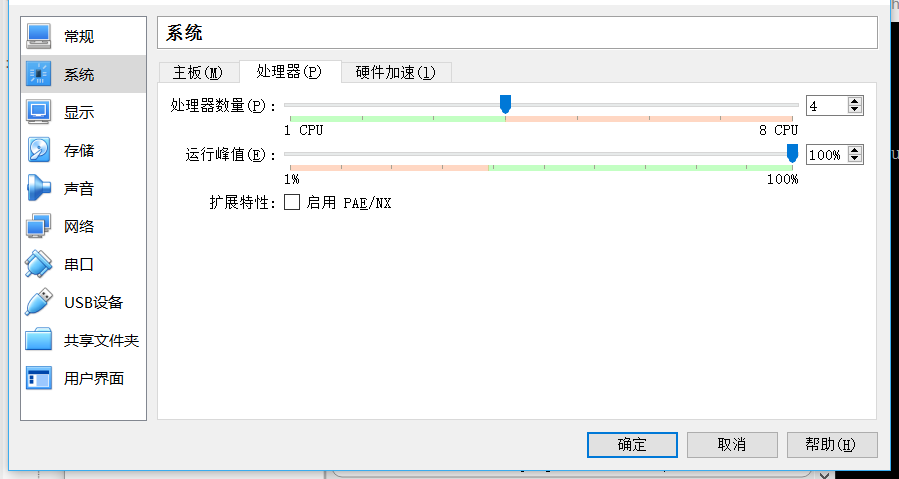 常规
系统
显示
存储
声音
网络
串口
USB设备
共享文件夹
用户界面
系统
主板(M) 处理器(P) 硬件加速(l)
处理器数量(P): 4
1 CPU 8 CPU
运行峰值(E): 100%
1% 100%
扩展特性: 启用 PAE/NX
确定 取消 帮助(H)